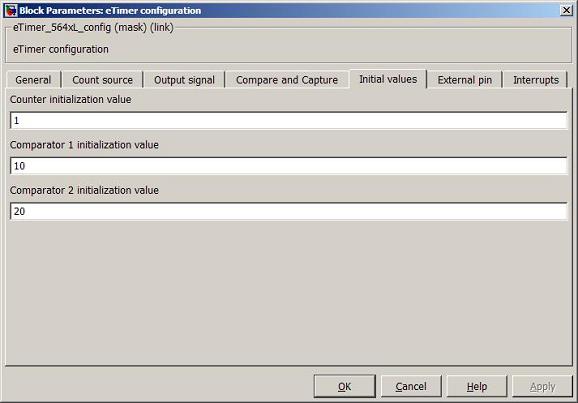 Block Parameters: eTimer configuration
eTimer_564xL_config (mask) (link)
eTimer configuration
General Count source Output signal Compare and Capture Initial values External pin Interrupts
Counter initialization value
1
Comparator 1 initialization value
10
Comparator 2 initialization value
20
OK Cancel Help Apply